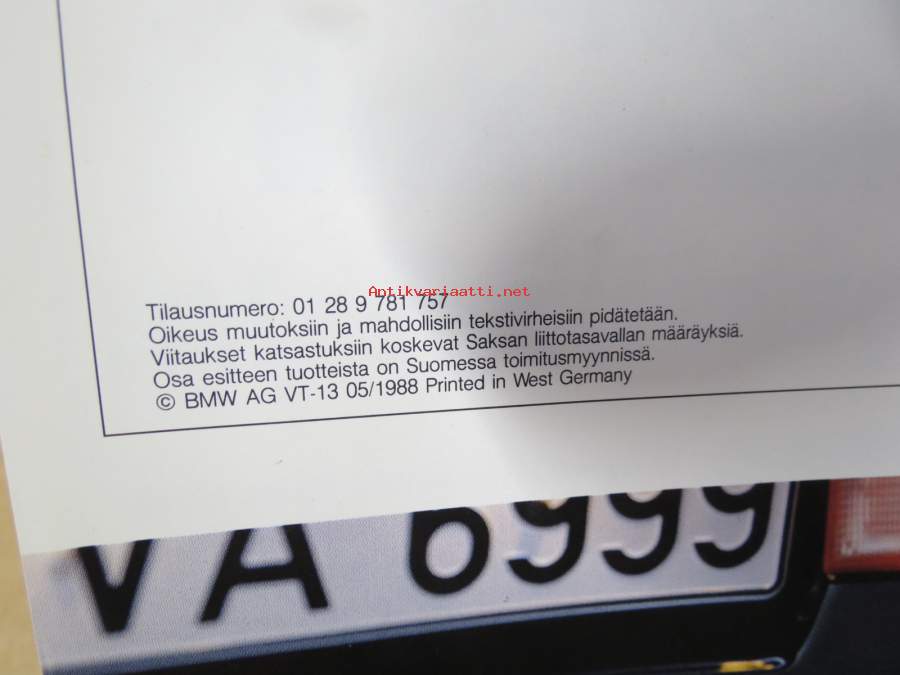 Antikvariaatti.net
Tilausnumero: 01 28 9 781 757
Oikeus muutoksiin ja mahdollisiin tekstivirheisiin pidätetään.
Viitaukset katsastuksiin koskevat Saksan liittotasavallan määräyksiä.
Osa esitteen tuotteista on Suomessa toimitusmyynnissä.
© BMW AG VT-13 05/1988 Printed in West Germany
VA 6999